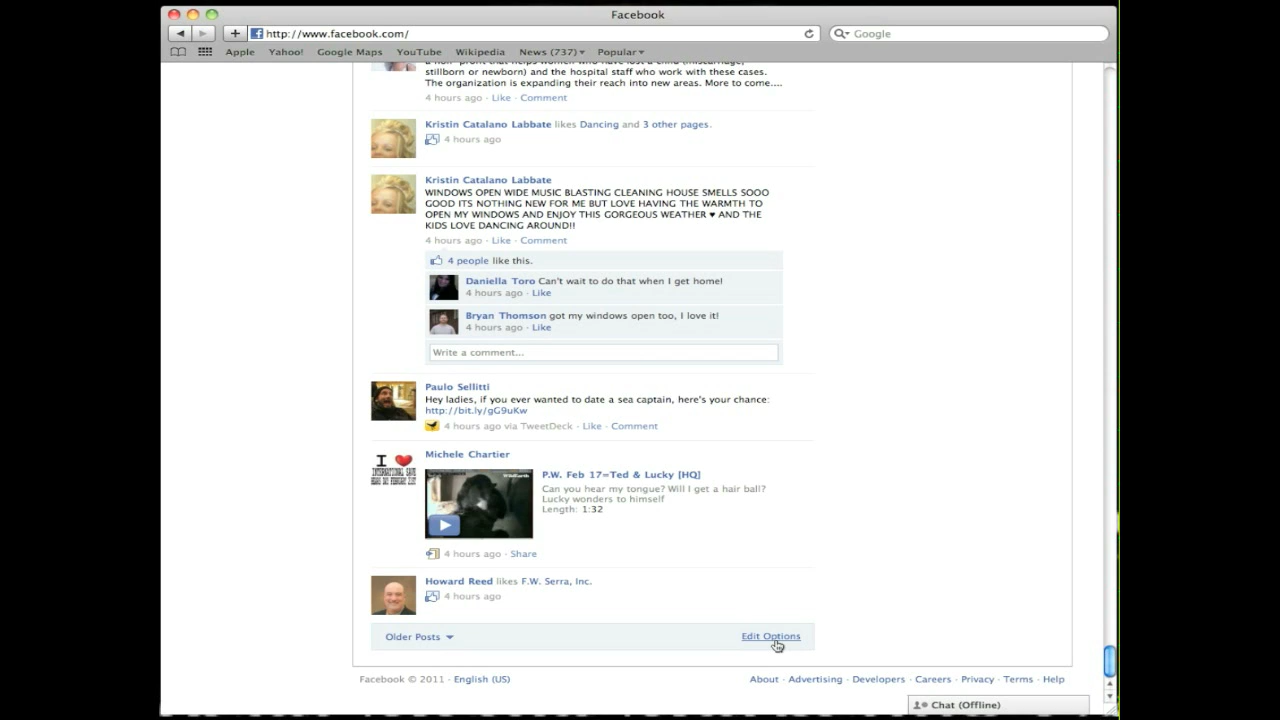 Facebook
http://www.facebook.com/
Google
Apple Yahoo! Google Maps YouTube Wikipedia News (737) Popular
a non-profit that helps women who have lost a child (miscarriage,
stillborn or newborn) and the hospital staff who work with these cases.
The organization is expanding their reach into new areas. More to come....
4 hours ago · Like · Comment
Kristin Catalano Labbate likes Dancing and 3 other pages.
4 hours ago
Kristin Catalano Labbate
WINDOWS OPEN WIDE MUSIC BLASTING CLEANING HOUSE SMELLS SOOO
GOOD ITS NOTHING NEW FOR ME BUT LOVE HAVING THE WARMTH TO
OPEN MY WINDOWS AND ENJOY THIS GORGEOUS WEATHER ♥ AND THE
KIDS LOVE DANCING AROUND!!
4 hours ago · Like · Comment
4 people like this.
Daniella Toro Can't wait to do that when I get home!
4 hours ago · Like
Bryan Thomson got my windows open too, I love it!
4 hours ago · Like
Write a comment...
Paulo Sellitti
Hey ladies, if you ever wanted to date a sea captain, here's your chance:
http://bit.ly/gG9uKw
4 hours ago via TweetDeck · Like · Comment
Michele Chartier
I ♥
P.W. Feb 17=Ted & Lucky [HQ]
Can you hear my tongue? Will I get a hair ball?
Lucky wonders to himself
Length: 1:32
4 hours ago · Share
Howard Reed likes F.W. Serra, Inc.
4 hours ago
Older Posts
Edit Options
Facebook © 2011 · English (US)
About · Advertising · Developers · Careers · Privacy · Terms · Help
Chat (Offline)